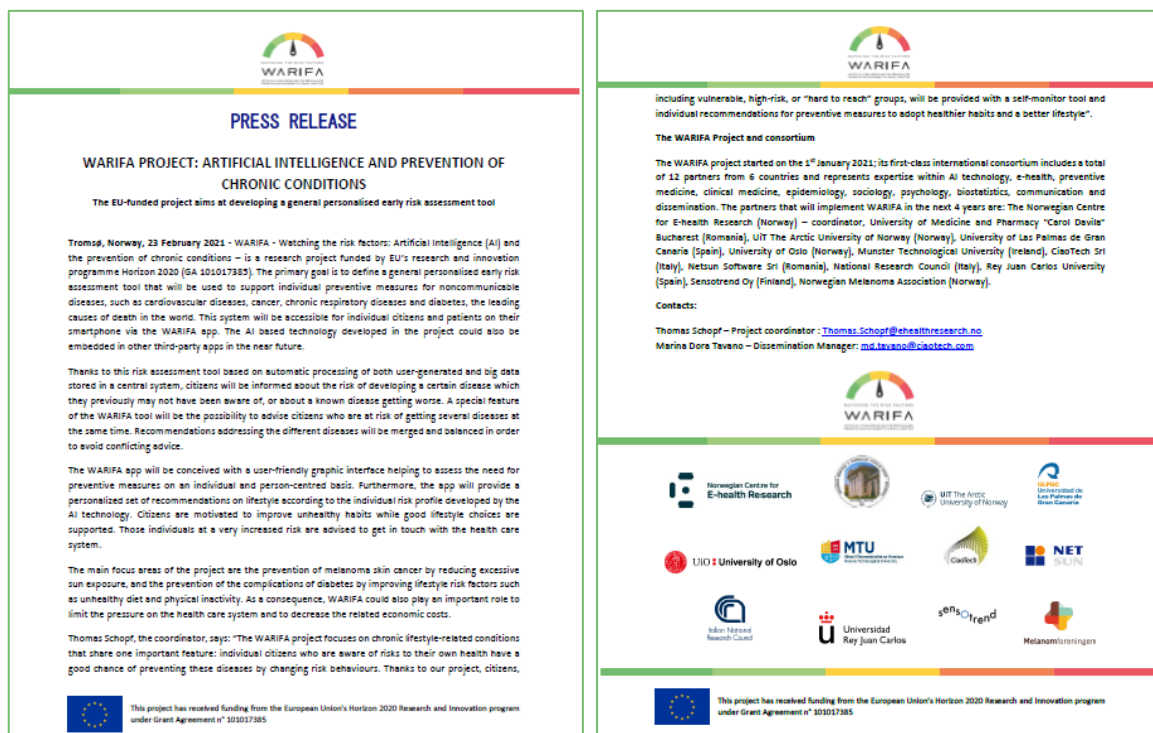 WARIFA
PRESS RELEASE
WARIFA PROJECT: ARTIFICIAL INTELLIGENCE AND PREVENTION OF
CHRONIC CONDITIONS
The EU-funded project aims at developing a general personalised early risk assessment tool
Tromsø, Norway, 23 February 2021 - WARIFA - Watching the risk factors: Artificial Intelligence (AI) and
the prevention of chronic conditions – is a research project funded by EU's research and innovation
programme Horizon 2020 (GA 101017385). The primary goal is to define a general personalised early risk
assessment tool that will be used to support individual preventive measures for noncommunicable
diseases, such as cardiovascular diseases, cancer, chronic respiratory diseases and diabetes, the leading
causes of death in the world. This system will be accessible for individual citizens and patients on their
smartphone via the WARIFA app. The AI based technology developed in the project could also be
embedded in other third-party apps in the near future.
Thanks to this risk assessment tool based on automatic processing of both user-generated and big data
stored in a central system, citizens will be informed about the risk of developing a certain disease which
they previously may not have been aware of, or about a known disease getting worse. A special feature
of the WARIFA tool will be the possibility to advise citizens who are at risk of getting several diseases at
the same time. Recommendations addressing the different diseases will be merged and balanced in order
to avoid conflicting advice.
The WARIFA app will be conceived with a user-friendly graphic interface helping to assess the need for
preventive measures on an individual and person-centred basis. Furthermore, the app will provide a
personalized set of recommendations on lifestyle according to the individual risk profile developed by the
AI technology. Citizens are motivated to improve unhealthy habits while good lifestyle choices are
supported. Those individuals at a very increased risk are advised to get in touch with the health care
system.
The main focus areas of the project are the prevention of melanoma skin cancer by reducing excessive
sun exposure, and the prevention of the complications of diabetes by improving lifestyle risk factors such
as unhealthy diet and physical inactivity. As a consequence, WARIFA could also play an important role to
limit the pressure on the health care system and to decrease the related economic costs.
Thomas Schopf, the coordinator, says: "The WARIFA project focuses on chronic lifestyle-related conditions
that share one important feature: individual citizens who are aware of risks to their own health have a
good chance of preventing these diseases by changing risk behaviours. Thanks to our project, citizens,
This project has received funding from the European Union's Horizon 2020 Research and Innovation program
under Grant Agreement n° 101017385
WARIFA
including vulnerable, high-risk, or "hard to reach" groups, will be provided with a self-monitor tool and
individual recommendations for preventive measures to adopt healthier habits and a better lifestyle".
The WARIFA Project and consortium
The WARIFA project started on the 1st January 2021; its first-class international consortium includes a total
of 12 partners from 6 countries and represents expertise within AI technology, e-health, preventive
medicine, clinical medicine, epidemiology, sociology, psychology, biostatistics, communication and
dissemination. The partners that will implement WARIFA in the next 4 years are: The Norwegian Centre
for E-health Research (Norway) – coordinator, University of Medicine and Pharmacy "Carol Davila"
Bucharest (Romania), UiT The Arctic University of Norway (Norway), University of Las Palmas de Gran
Canaria (Spain), University of Oslo (Norway), Munster Technological University (Ireland), CiaoTech Srl
(Italy), Netsun Software Srl (Romania), National Research Council (Italy), Rey Juan Carlos University
(Spain), Sensotrend Oy (Finland), Norwegian Melanoma Association (Norway).
Contacts:
Thomas Schopf – Project coordinator : Thomas.Schopf@ehealthresearch.no
Marina Dora Tavano – Dissemination Manager: md.tavano@ciaotech.com
WARIFA
Norwegian Centre for
E-health Research
UiT The Arctic
University of Norway
ULPGC
Universidad de
Las Palmas de
Gran Canaria
UiO University of Oslo
MTU
CiaoTech
NET
SUN
Italian National
Research Council
Universidad
Rey Juan Carlos
sensotrend
Melanomforeningen
This project has received funding from the European Union's Horizon 2020 Research and Innovation program
under Grant Agreement n° 101017385